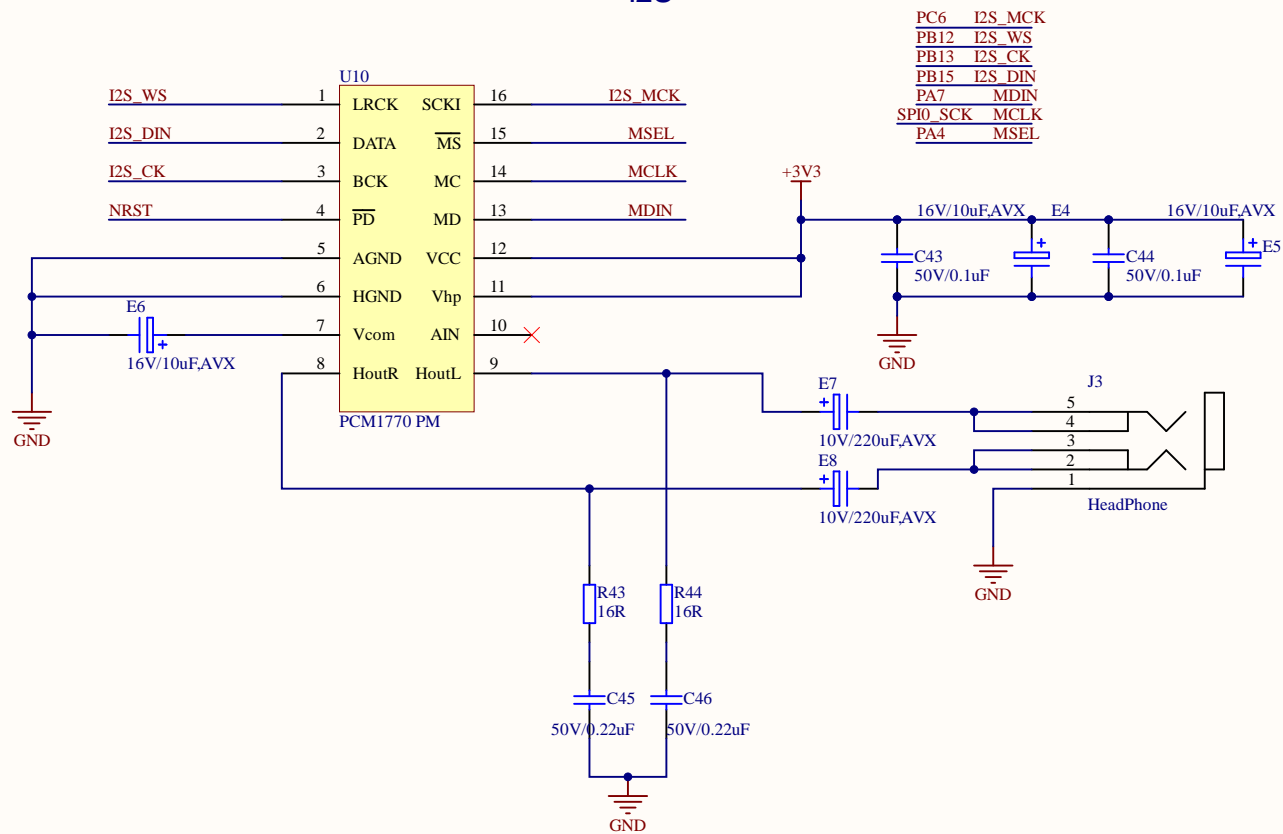 PC6 I2S_MCK
PB12 I2S_WS
PB13 I2S_CK
PB15 I2S_DIN
PA7 MDIN
SPI0_SCK MCLK
PA4 MSEL
U10
I2S_WS 1 LRCK SCKI 16 I2S_MCK
I2S_DIN 2 DATA MS 15 MSEL
I2S_CK 3 BCK MC 14 MCLK
NRST 4 PD MD 13 MDIN
5 AGND VCC 12
6 HGND Vhp 11
7 Vcom AIN 10
8 HoutR HoutL 9
PCM1770 PM
E6
16V/10uF,AVX
GND
+3V3
16V/10uF,AVX E4
16V/10uF,AVX
E5
C43
50V/0.1uF
C44
50V/0.1uF
GND
E7
10V/220uF,AVX
E8
10V/220uF,AVX
J3
5
4
3
2
1
HeadPhone
GND
R43
16R
R44
16R
C45
50V/0.22uF
C46
50V/0.22uF
GND